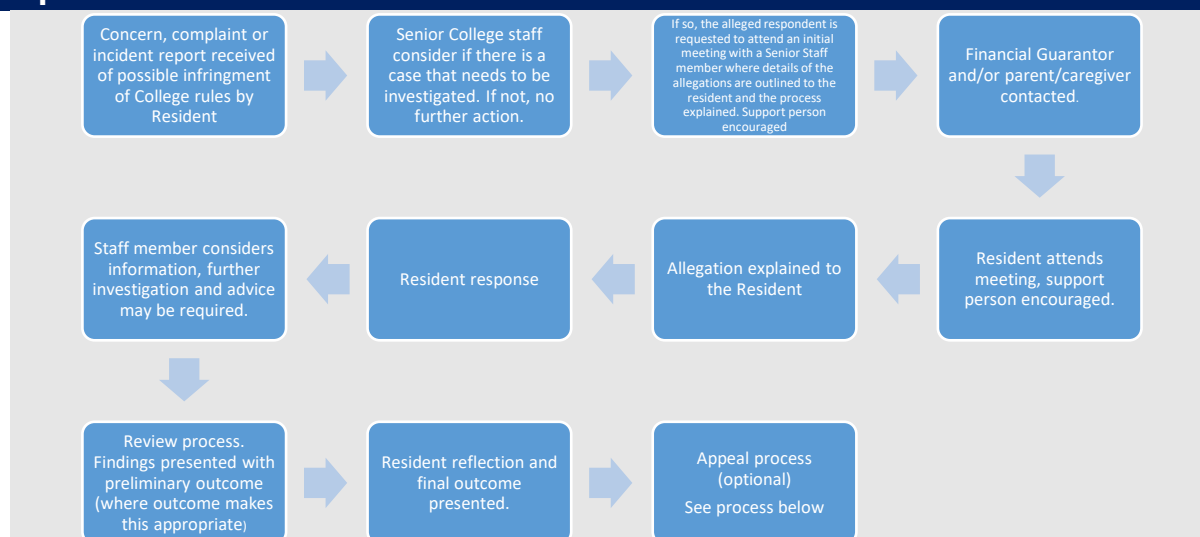 Concern, complaint or
incident report received
of possible infringment
of College rules by
Resident
Senior College staff
consider if there is a
case that needs to be
investigated. If not, no
further action.
If so, the alleged respondent is
requested to attend an initial
meeting with a Senior Staff
member where details of the
allegations are outlined to the
resident and the process
explained. Support person
encouraged
Financial Guarantor
and/or parent/caregiver
contacted.
Resident attends
meeting, support
person encouraged.
Allegation explained to
the Resident
Resident response
Staff member considers
information, further
investigation and advice
may be required.
Review process.
Findings presented with
preliminary outcome
(where outcome makes
this appropriate)
Resident reflection and
final outcome
presented.
Appeal process
(optional)
See process below